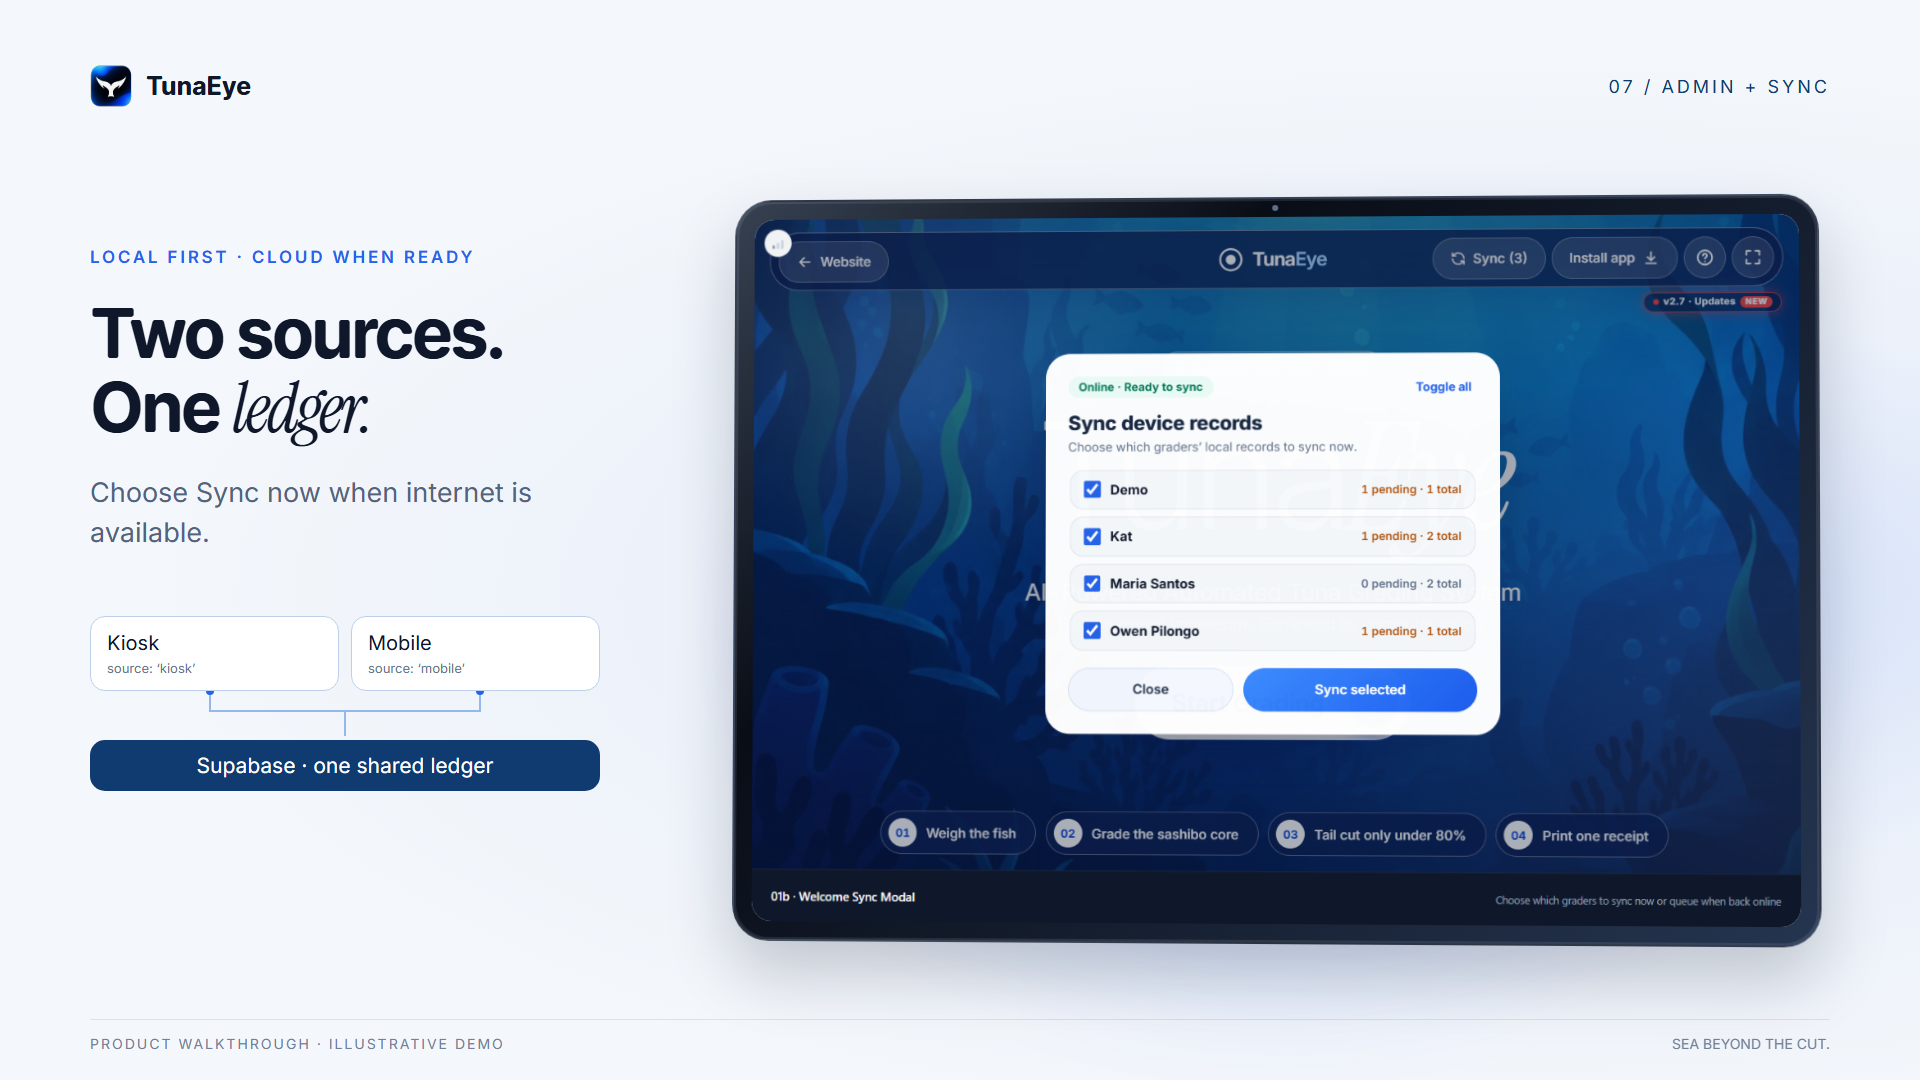 TunaEye
07 / ADMIN + SYNC
LOCAL FIRST · CLOUD WHEN READY
Two sources.
One ledger.
Choose Sync now when internet is
available.
Kiosk
source: ‘kiosk’
Mobile
source: ‘mobile’
Supabase · one shared ledger
Website
TunaEye
Sync (3)
Install app
v2.7 · Updates NEW
Online · Ready to sync
Toggle all
Sync device records
Choose which graders’ local records to sync now.
Demo
1 pending · 1 total
Kat
1 pending · 2 total
Maria Santos
0 pending · 2 total
Owen Pilongo
1 pending · 1 total
Close
Sync selected
01 Weigh the fish
02 Grade the sashibo core
03 Tail cut only under 80%
04 Print one receipt
01b · Welcome Sync Modal
Choose which graders to sync now or queue when back online
PRODUCT WALKTHROUGH · ILLUSTRATIVE DEMO
SEA BEYOND THE CUT.